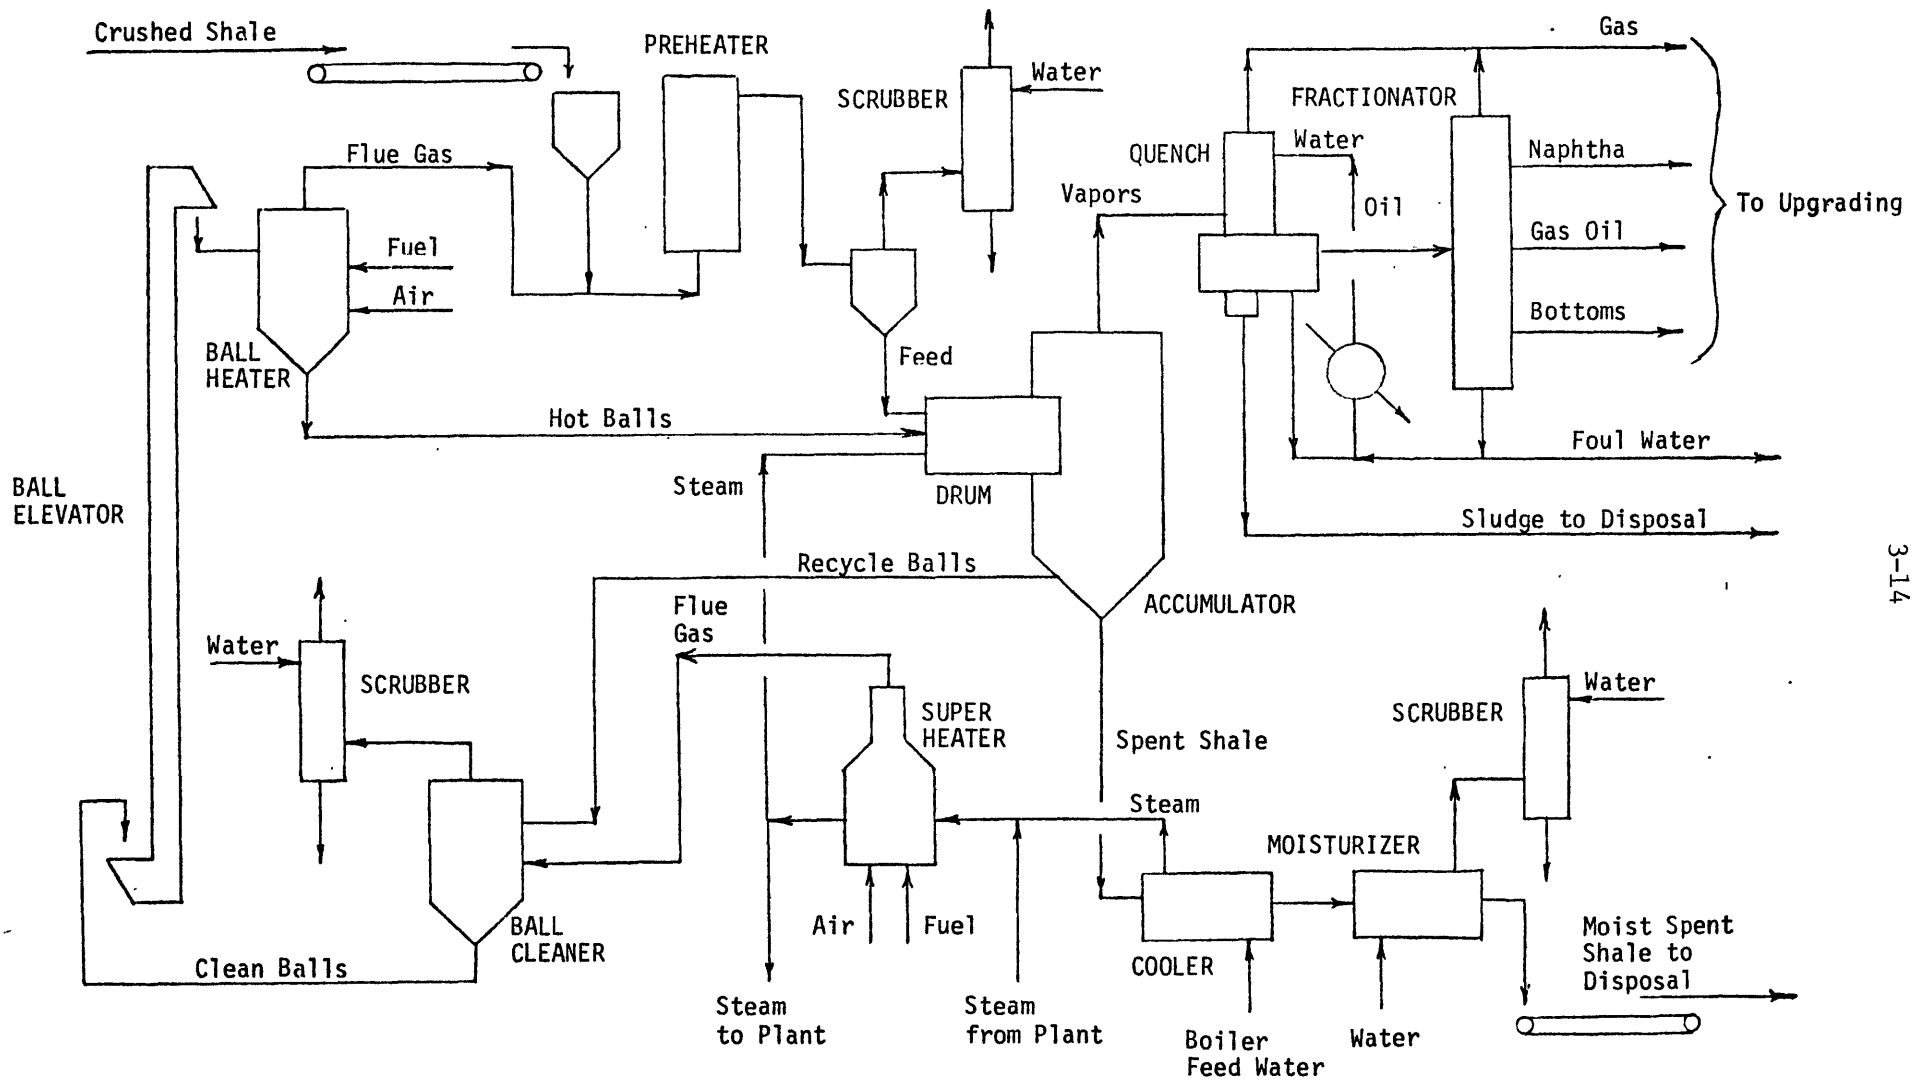 Crushed Shale
PREHEATER
SCRUBBER
Water
Gas
FRACTIONATOR
QUENCH
Water
Naphtha
Flue Gas
Vapors
Oil
To Upgrading
Gas Oil
Fuel
Air
Bottoms
BALL
HEATER
Feed
Hot Balls
Foul Water
BALL
ELEVATOR
Steam
DRUM
Sludge to Disposal
3-14
Recycle Balls
ACCUMULATOR
Flue
Gas
Water
SCRUBBER
SUPER
HEATER
Spent Shale
SCRUBBER
Water
Steam
MOISTURIZER
BALL
CLEANER
Air
Fuel
COOLER
Moist Spent
Shale to
Disposal
Clean Balls
Steam
to Plant
Steam
from Plant
Boiler
Feed Water
Water